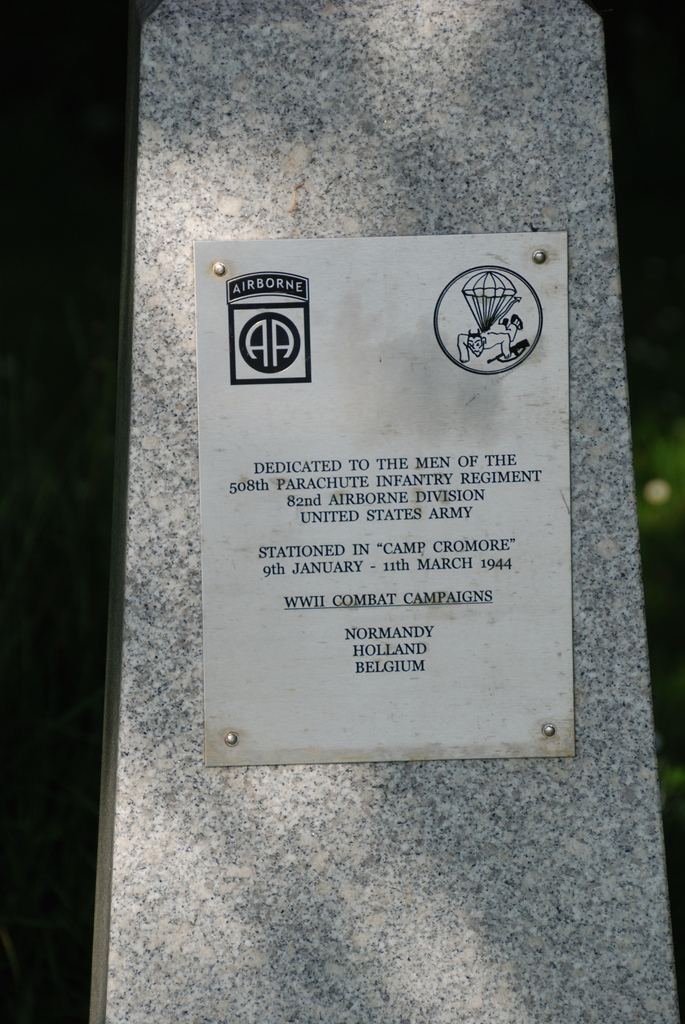 AIRBORNE
AA
DEDICATED TO THE MEN OF THE
508th PARACHUTE INFANTRY REGIMENT
82nd AIRBORNE DIVISION
UNITED STATES ARMY
STATIONED IN “CAMP CROMORE”
9th JANUARY - 11th MARCH 1944
WWII COMBAT CAMPAIGNS
NORMANDY
HOLLAND
BELGIUM